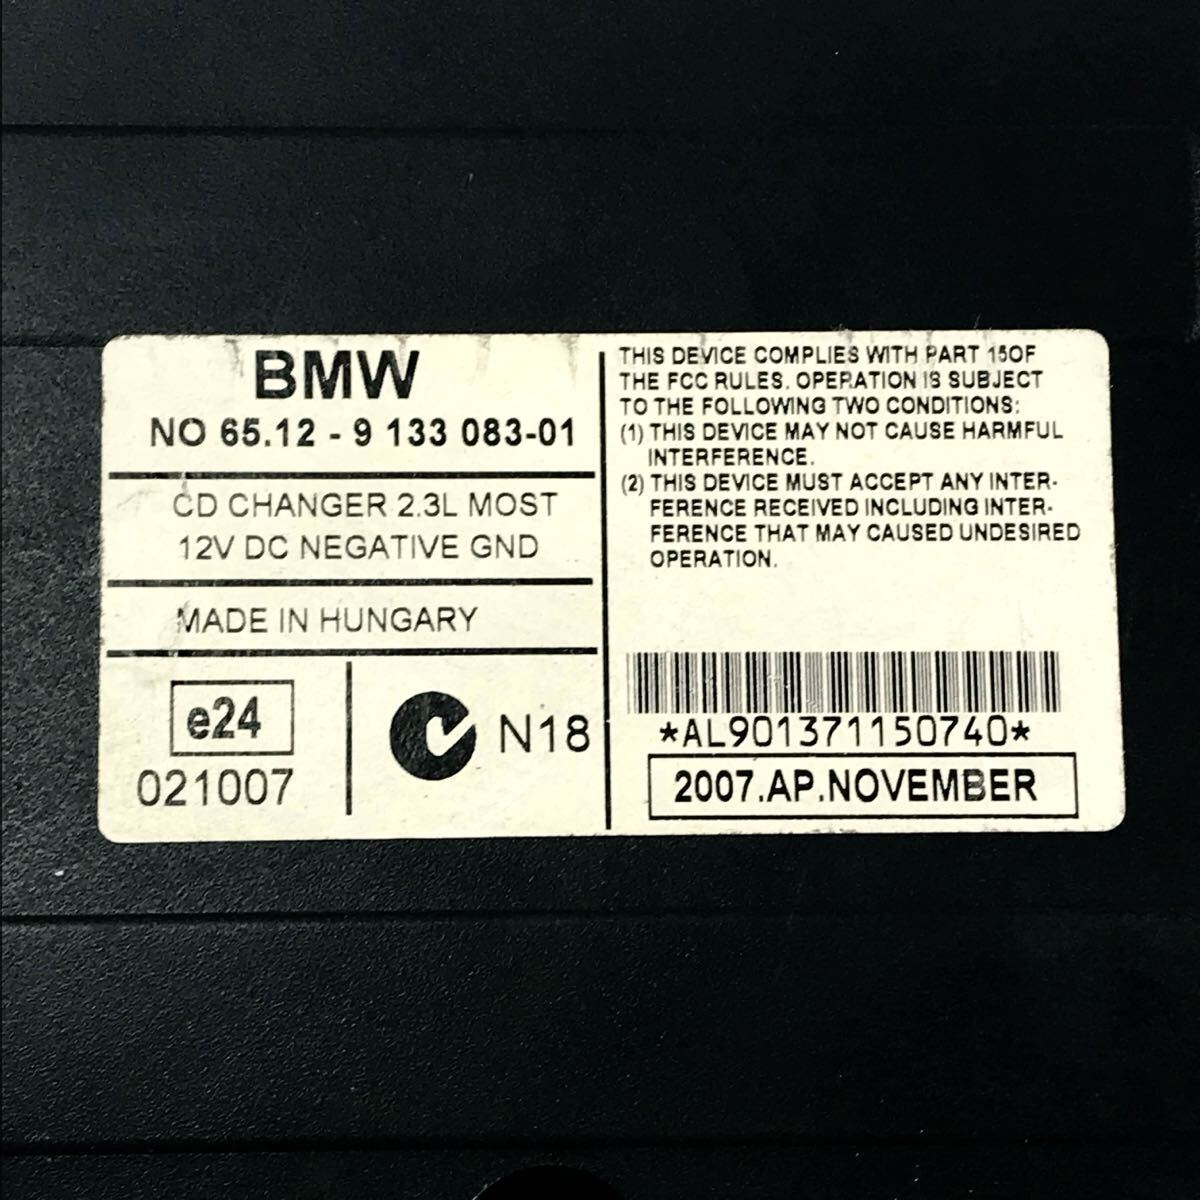 BMW
NO 65.12 - 9 133 083-01
CD CHANGER 2.3L MOST
12V DC NEGATIVE GND
MADE IN HUNGARY
e24
021007
N18
THIS DEVICE COMPLIES WITH PART 15OF
THE FCC RULES. OPERATION IS SUBJECT
TO THE FOLLOWING TWO CONDITIONS:
(1) THIS DEVICE MAY NOT CAUSE HARMFUL
INTERFERENCE.
(2) THIS DEVICE MUST ACCEPT ANY INTER-
FERENCE RECEIVED INCLUDING INTER-
FERENCE THAT MAY CAUSED UNDESIRED
OPERATION.
*AL901371150740*
2007.AP.NOVEMBER